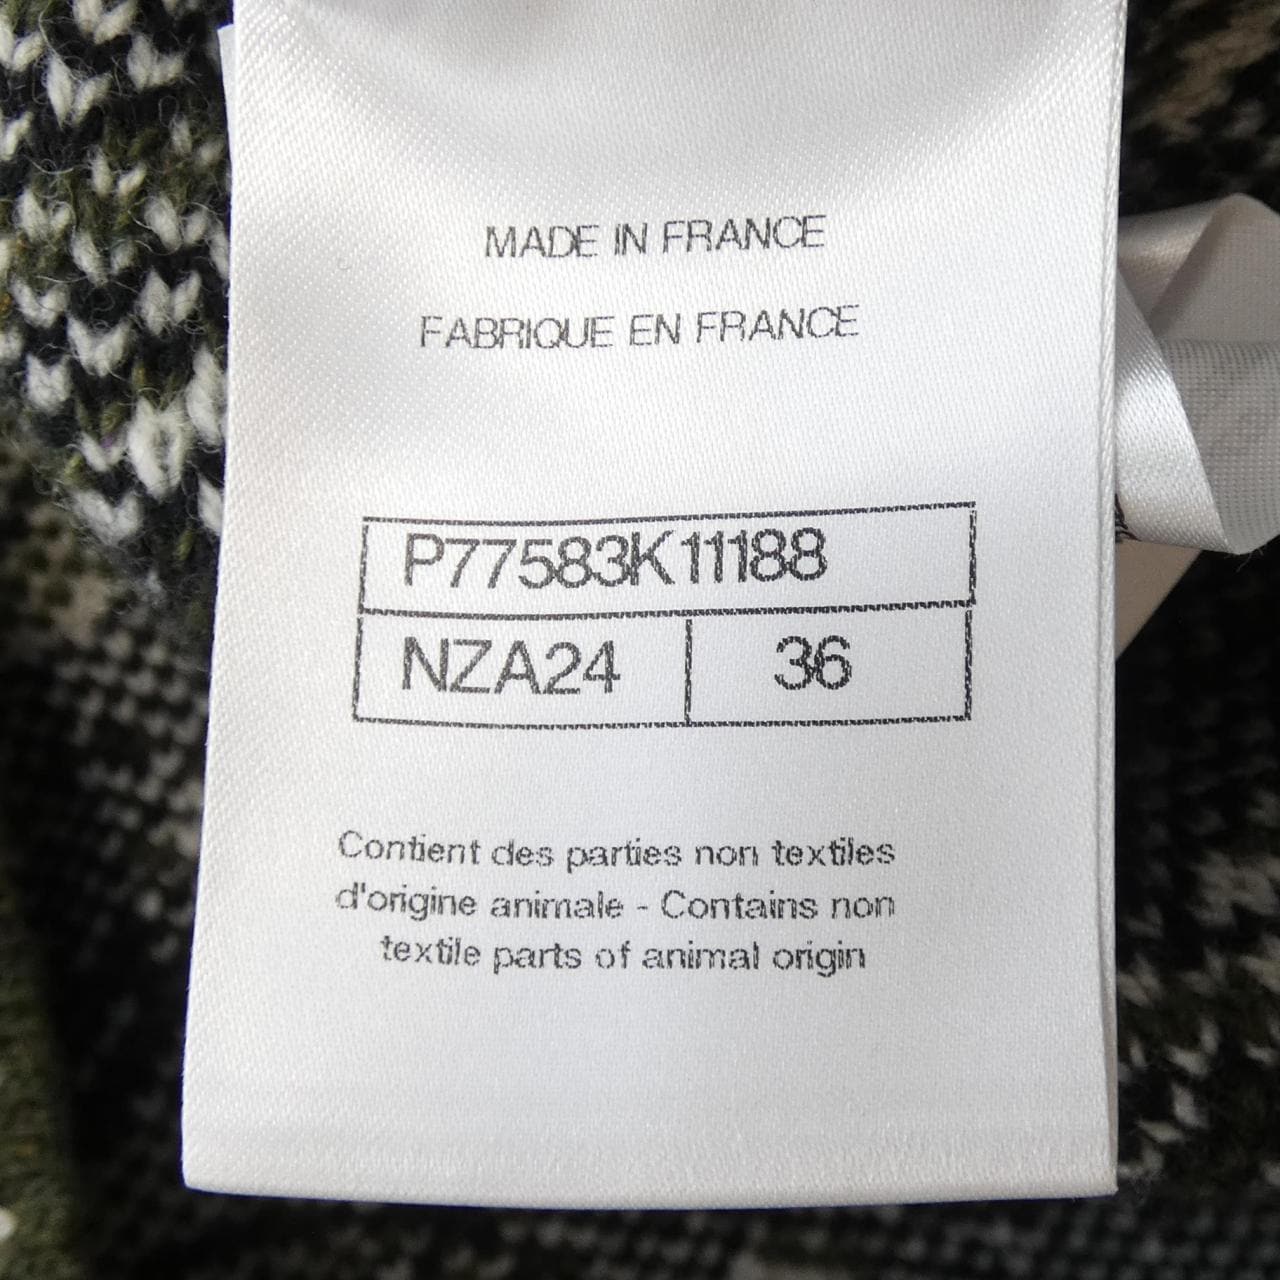 MADE IN FRANCE
FABRIQUE EN FRANCE
P77583K11188
NZA24 36
Contient des parties non textiles
d'origine animale - Contains non
textile parts of animal origin